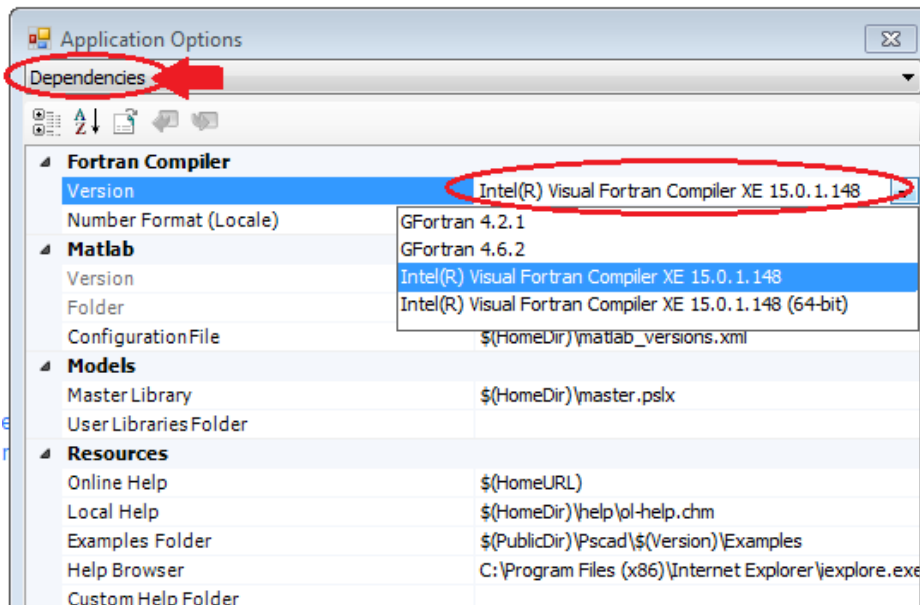 Application Options
Dependencies
Fortran Compiler
Version Intel(R) Visual Fortran Compiler XE 15.0.1.148
Number Format (Locale)
GFortran 4.2.1
GFortran 4.6.2
Intel(R) Visual Fortran Compiler XE 15.0.1.148
Intel(R) Visual Fortran Compiler XE 15.0.1.148 (64-bit)
Matlab
Version
Folder
Configuration File $(HomeDir)\matlab_versions.xml
Models
Master Library $(HomeDir)\master.pslx
User Libraries Folder
Resources
Online Help $(HomeURL)
Local Help $(HomeDir)\help\ol-help.chm
Examples Folder $(PublicDir)\Pscad\$(Version)\Examples
Help Browser C:\Program Files (x86)\Internet Explorer\iexplore.exe
Custom Help Folder